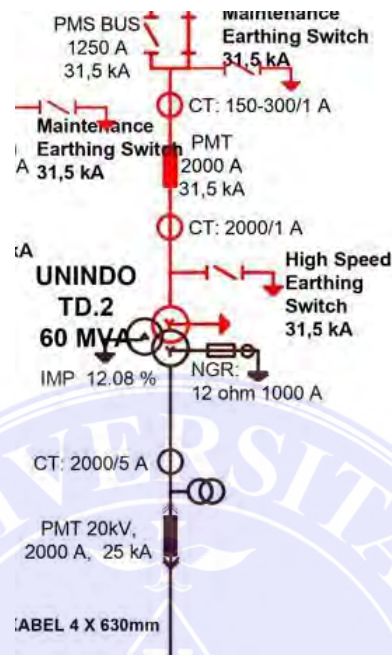 Maintenance
PMS BUS
1250 A
31,5 kA
Earthing Switch
31,5 kA
CT: 150-300/1 A
Maintenance
Earthing Switch
A
31,5 kA
PMT
2000 A
31,5 kA
CT: 2000/1 A
kA
High Speed
Earthing
Switch
31,5 kA
UNINDO
TD.2
60 MVA
IMP 12.08 %
NGR:
12 ohm 1000 A
CT: 2000/5 A
PMT 20kV,
2000 A, 25 kA
KABEL 4 X 630mm